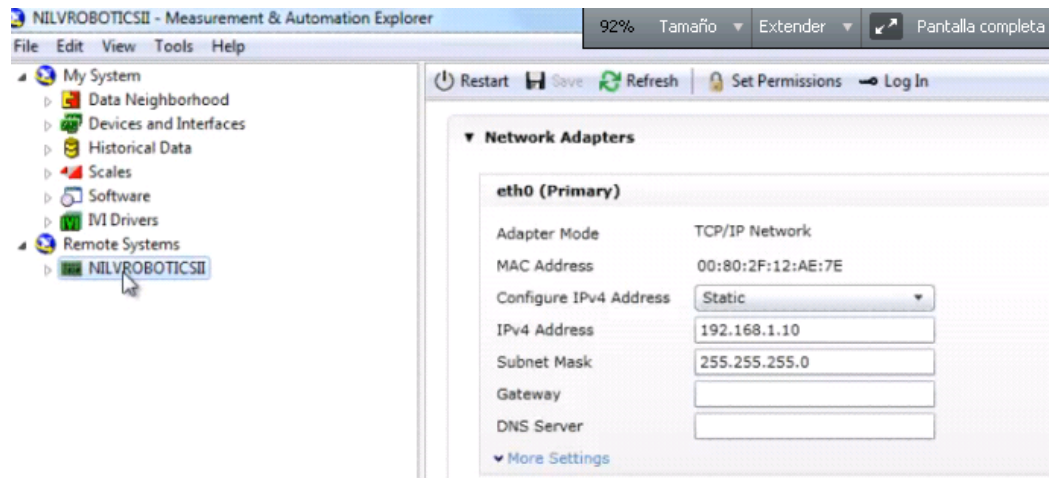 NILVROBOTICSII - Measurement & Automation Explorer
92% Tamaño Extender Pantalla completa
File Edit View Tools Help
My System
Data Neighborhood
Devices and Interfaces
Historical Data
Scales
Software
IVI Drivers
Remote Systems
NILVROBOTICSII
Restart Save Refresh Set Permissions Log In
Network Adapters
eth0 (Primary)
Adapter Mode TCP/IP Network
MAC Address 00:80:2F:12:AE:7E
Configure IPv4 Address Static
IPv4 Address 192.168.1.10
Subnet Mask 255.255.255.0
Gateway
DNS Server
More Settings